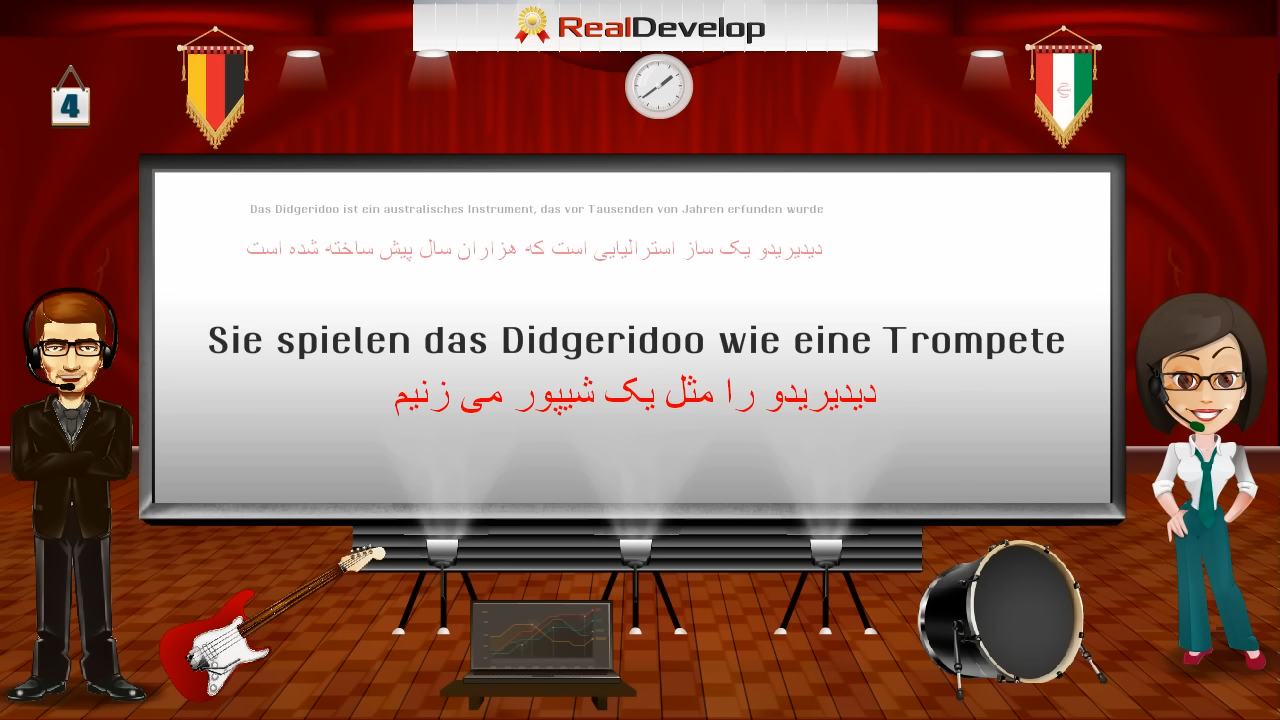 RealDevelop
4
Das Didgeridoo ist ein australisches Instrument, das vor Tausenden von Jahren erfunden wurde
دیدیریدو یک ساز استرالیایی است که هزاران سال پیش ساخته شده است
Sie spielen das Didgeridoo wie eine Trompete
دیدیریدو را مثل یک شیپور می زنیم